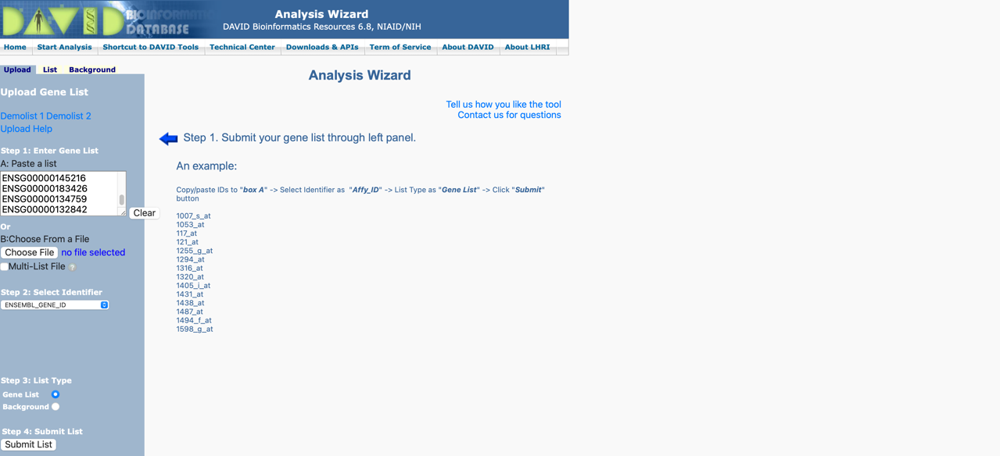 DAVID BIOINFORMATICS
DATABASE
Analysis Wizard
DAVID Bioinformatics Resources 6.8, NIAID/NIH
Home Start Analysis Shortcut to DAVID Tools Technical Center Downloads & APIs Term of Service About DAVID About LHRI
Upload List Background
Upload Gene List
Demolist 1 Demolist 2
Upload Help
Step 1: Enter Gene List
A: Paste a list
ENSG00000145216
ENSG00000183426
ENSG00000134759
ENSG00000132842
Clear
Or
B:Choose From a File
Choose File no file selected
Multi-List File ?
Step 2: Select Identifier
ENSEMBL_GENE_ID
Step 3: List Type
Gene List
Background
Step 4: Submit List
Submit List
Analysis Wizard
Tell us how you like the tool
Contact us for questions
Step 1. Submit your gene list through left panel.
An example:
Copy/paste IDs to "box A" -> Select Identifier as "Affy_ID" -> List Type as "Gene List" -> Click "Submit"
button
1007_s_at
1053_at
117_at
121_at
1255_g_at
1294_at
1316_at
1320_at
1405_i_at
1431_at
1438_at
1487_at
1494_f_at
1598_g_at